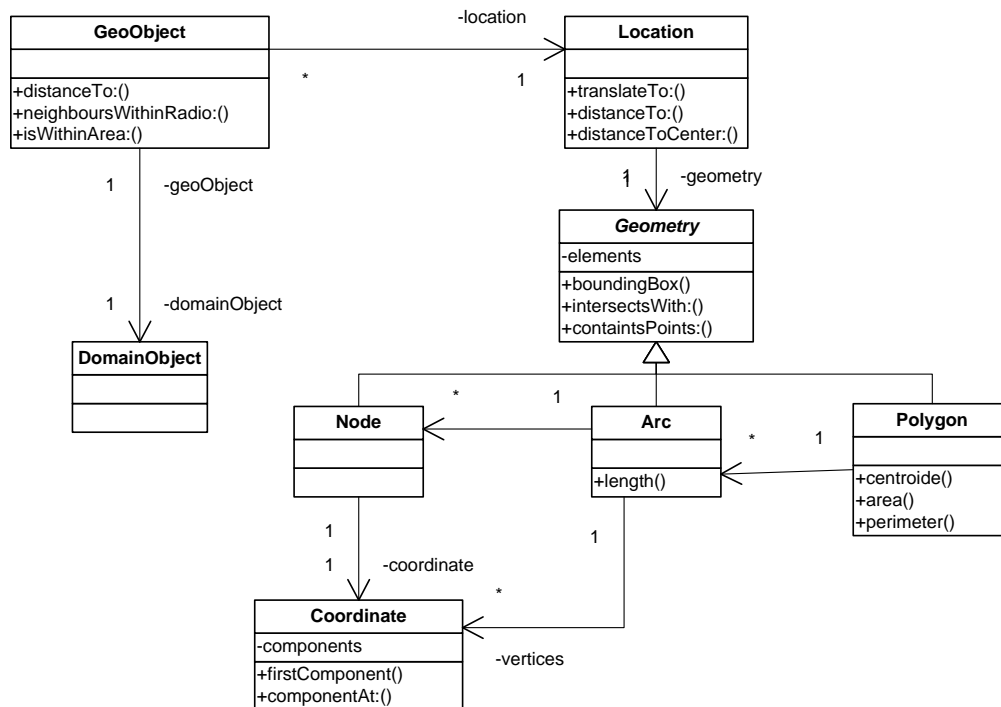 GeoObject
+distanceTo:()
+neighboursWithinRadio:()
+isWithinArea:()
-location
*
1
Location
+translateTo:()
+distanceTo:()
+distanceToCenter:()
1
-geoObject
1
-domainObject
DomainObject
1
1
-geometry
Geometry
-elements
+boundingBox()
+intersectsWith:()
+containtsPoints:()
*
1
Node
Arc
+length()
*
1
Polygon
+centroide()
+area()
+perimeter()
1
1
-coordinate
1
*
-vertices
Coordinate
-components
+firstComponent()
+componentAt:()